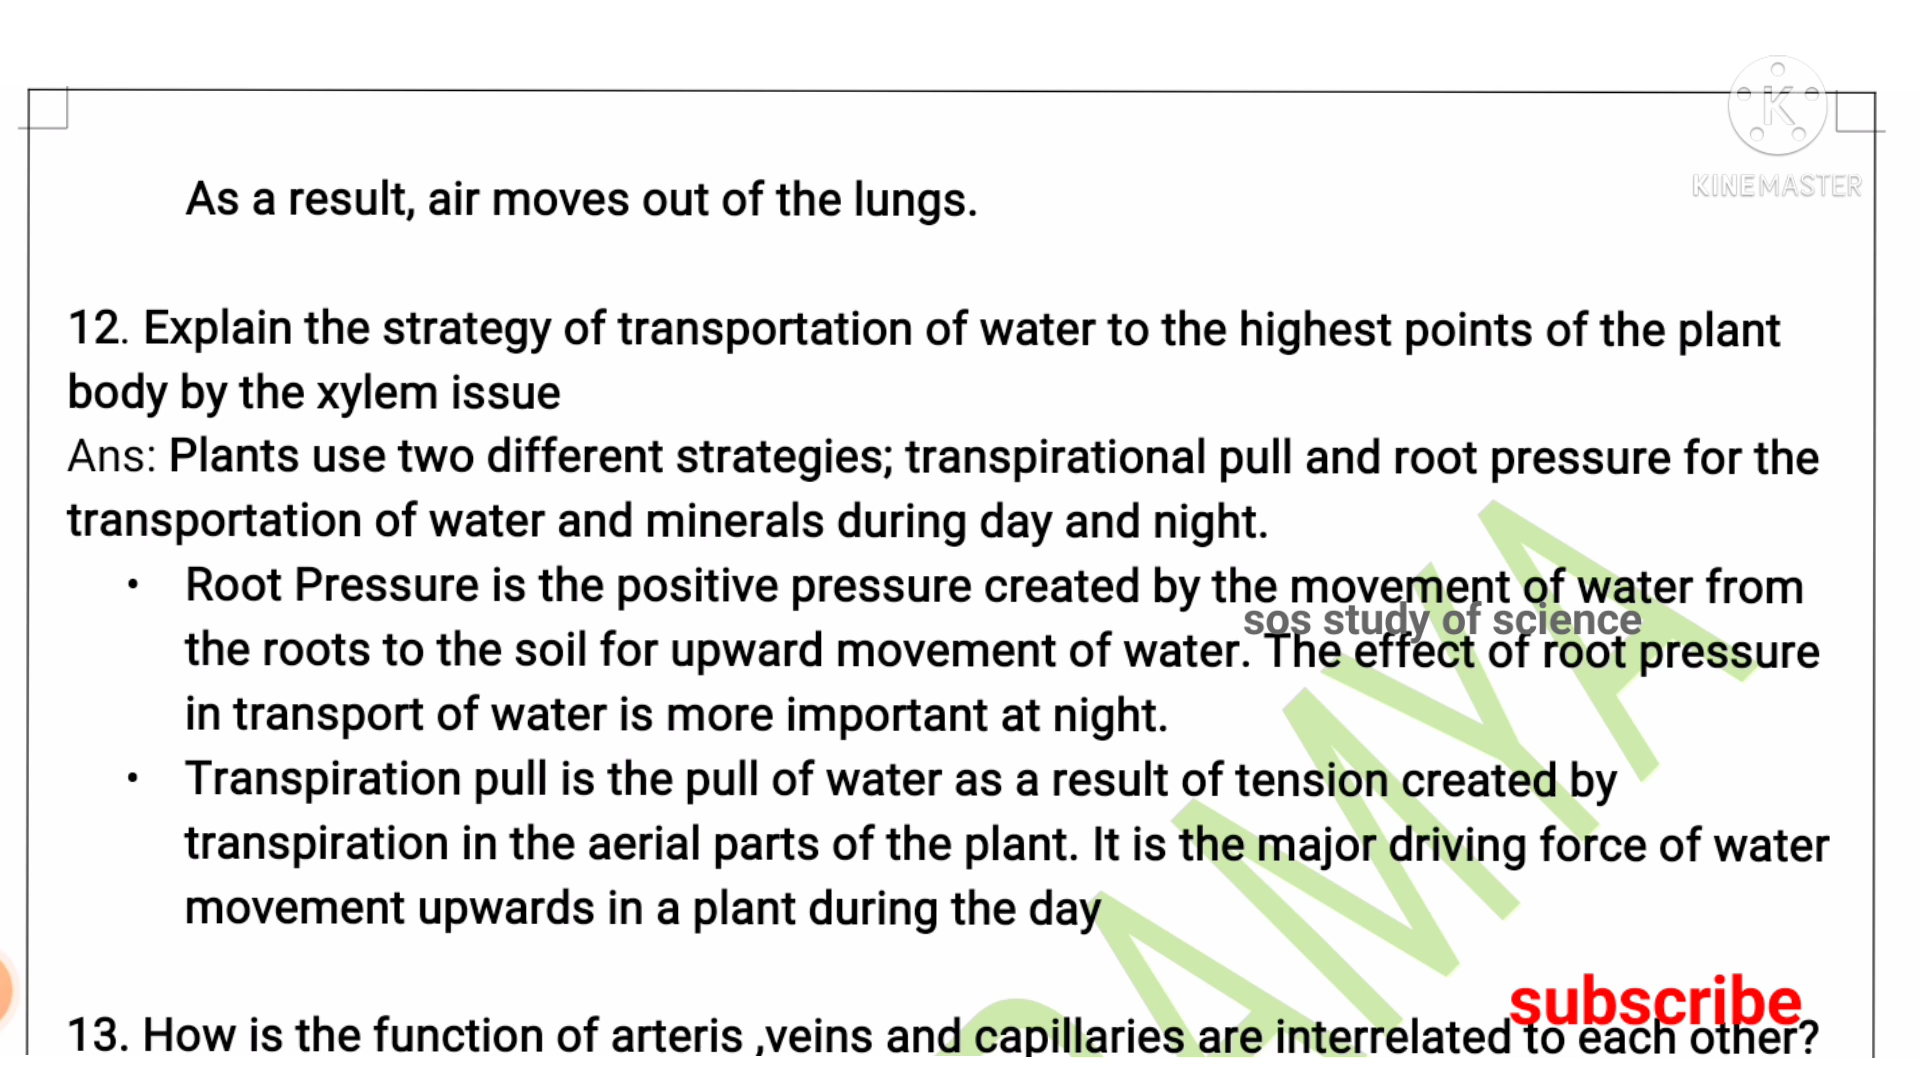 K
KINEMASTER
As a result, air moves out of the lungs.
12. Explain the strategy of transportation of water to the highest points of the plant
body by the xylem issue
Ans: Plants use two different strategies; transpirational pull and root pressure for the
transportation of water and minerals during day and night.
• Root Pressure is the positive pressure created by the movement of water from
sos study of science
the roots to the soil for upward movement of water. The effect of root pressure
in transport of water is more important at night.
• Transpiration pull is the pull of water as a result of tension created by
transpiration in the aerial parts of the plant. It is the major driving force of water
movement upwards in a plant during the day
subscribe
13. How is the function of arteris ,veins and capillaries are interrelated to each other?